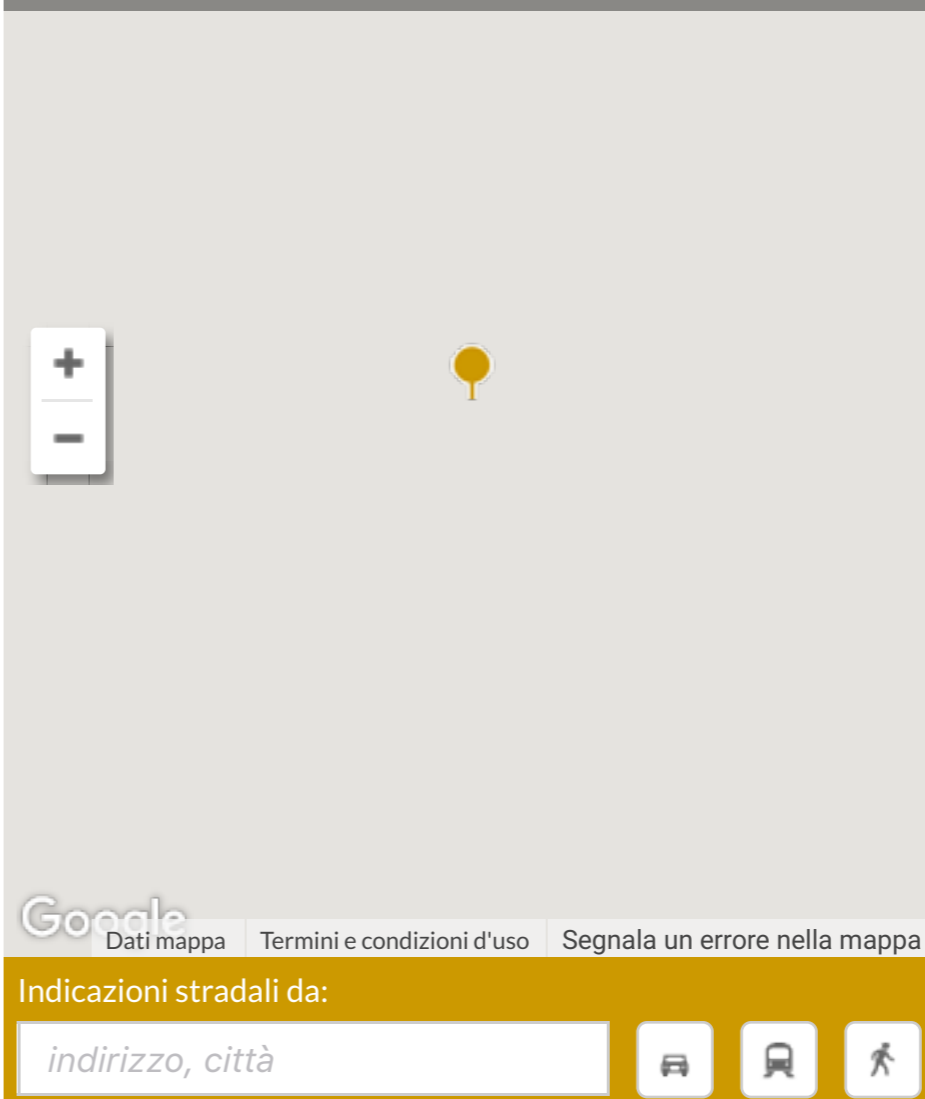 Google
Dati mappa Termini e condizioni d'uso Segnala un errore nella mappa
Indicazioni stradali da:
indirizzo, città